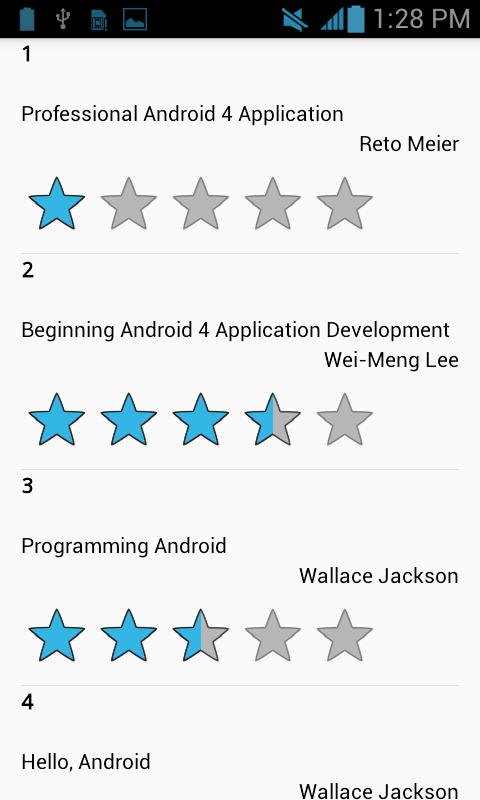 1:28 PM
1
Professional Android 4 Application
Reto Meier
2
Beginning Android 4 Application Development
Wei-Meng Lee
3
Programming Android
Wallace Jackson
4
Hello, Android
Wallace Jackson